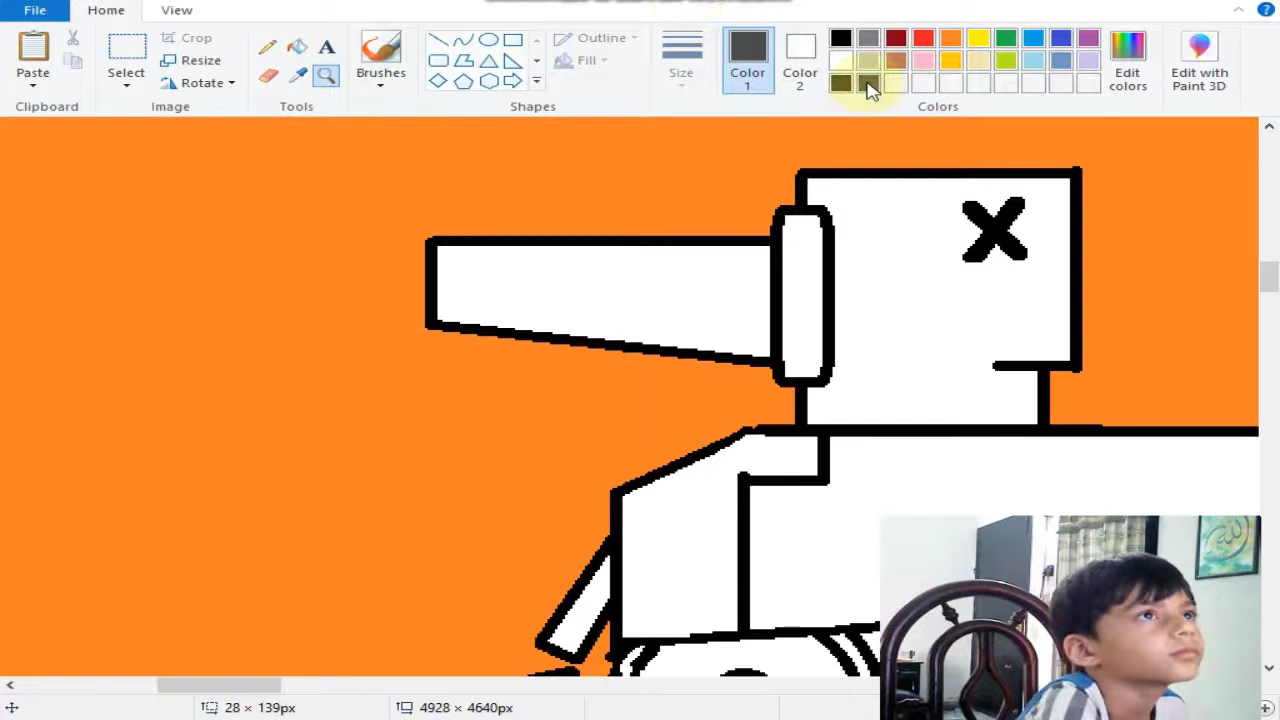 File
Home
View
Paste
Clipboard
Select
Crop
Resize
Rotate
Image
A
Tools
Brushes
Outline
Fill
Shapes
Size
Color
1
Color
2
Colors
Edit
colors
Edit with
Paint 3D
28 × 139px
4928 × 4640px